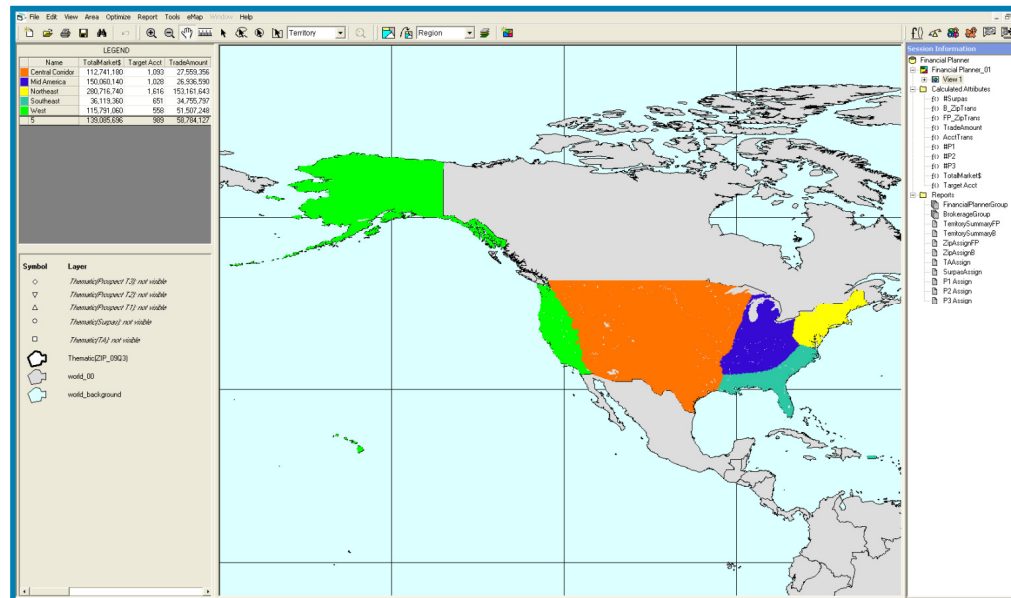 File Edit View Area Optimize Report Tools eMap Window Help
Territory Region
LEGEND
Name TotalMarket$ Target Acct TradeAmount
Central Corridor 112,741,180 1,093 27,559,356
Mid America 150,060,140 1,028 26,936,590
Northeast 280,716,740 1,616 153,161,643
Southeast 36,119,360 651 34,755,797
West 115,791,060 558 51,507,248
5 139,085,696 989 58,784,127
Symbol Layer
Thematic(Prospect T3): not visible
Thematic(Prospect T2): not visible
Thematic(Prospect T1): not visible
Thematic(Surpas): not visible
Thematic(TA): not visible
Thematic(ZIP_09Q3)
world_00
world_background
Session Information
Financial Planner
Financial Planner_01
View 1
Calculated Attributes
f() #Surpas
f() B_ZipTrans
f() FP_ZipTrans
f() TradeAmount
f() AcctTrans
f() #P1
f() #P2
f() #P3
f() TotalMarket$
f() Target Acct
Reports
FinancialPlannerGroup
BrokerageGroup
TerritorySummaryFP
TerritorySummaryB
ZipAssignFP
ZipAssignB
TAAssign
SurpasAssign
P1 Assign
P2 Assign
P3 Assign